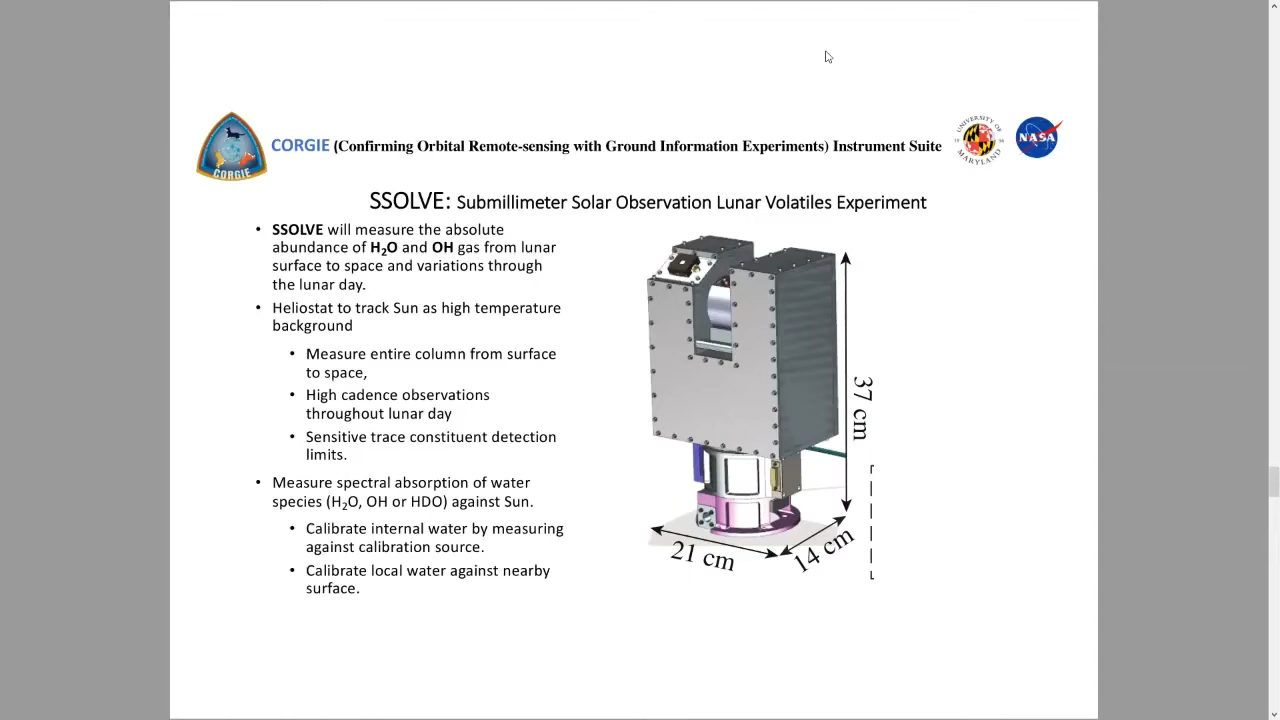 CORGIE
CORGIE (Confirming Orbital Remote-sensing with Ground Information Experiments) Instrument Suite
UNIVERSITY OF
18 56
MARYLAND
NASA
SSOLVE: Submillimeter Solar Observation Lunar Volatiles Experiment
• SSOLVE will measure the absolute
abundance of H₂O and OH gas from lunar
surface to space and variations through
the lunar day.
• Heliostat to track Sun as high temperature
background
• Measure entire column from surface
to space,
• High cadence observations
throughout lunar day
• Sensitive trace constituent detection
limits.
• Measure spectral absorption of water
species (H₂O, OH or HDO) against Sun.
• Calibrate internal water by measuring
against calibration source.
• Calibrate local water against nearby
surface.
37 cm
21 cm
14 cm